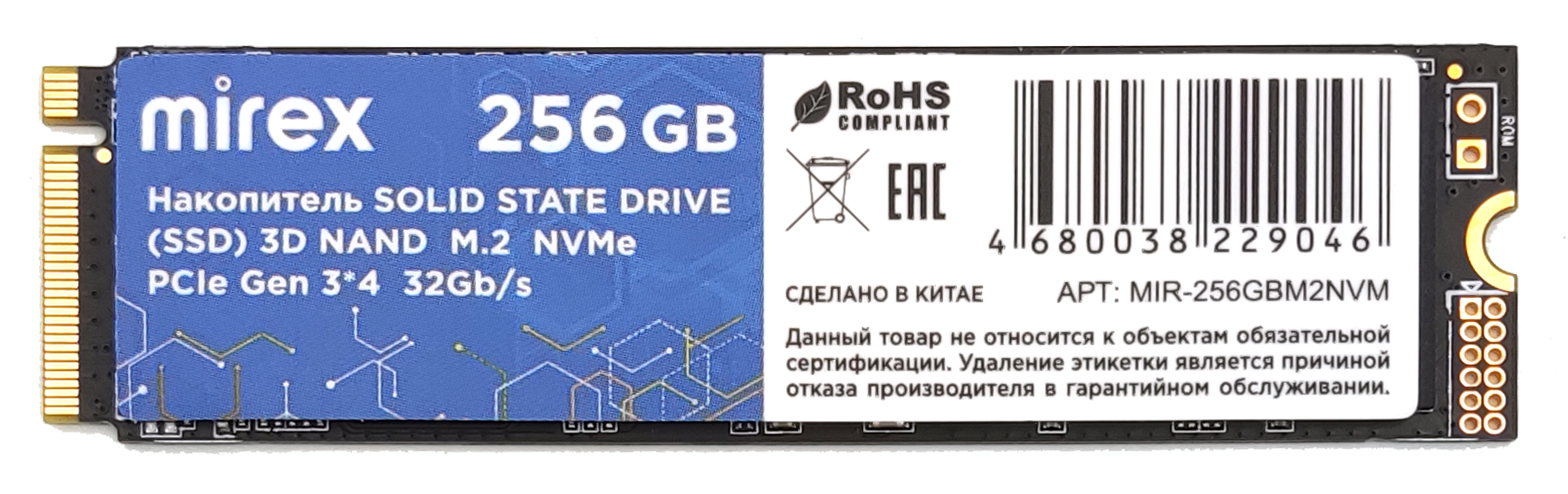 mirex 256 GB
Накопитель SOLID STATE DRIVE
(SSD) 3D NAND M.2 NVMe
PCIe Gen 3*4 32Gb/s
RoHS
COMPLIANT
EAC
4 680038 229046
СДЕЛАНО В КИТАЕ АРТ: MIR-256GBM2NVM
Данный товар не относится к объектам обязательной
сертификации. Удаление этикетки является причиной
отказа производителя в гарантийном обслуживании.
ROM